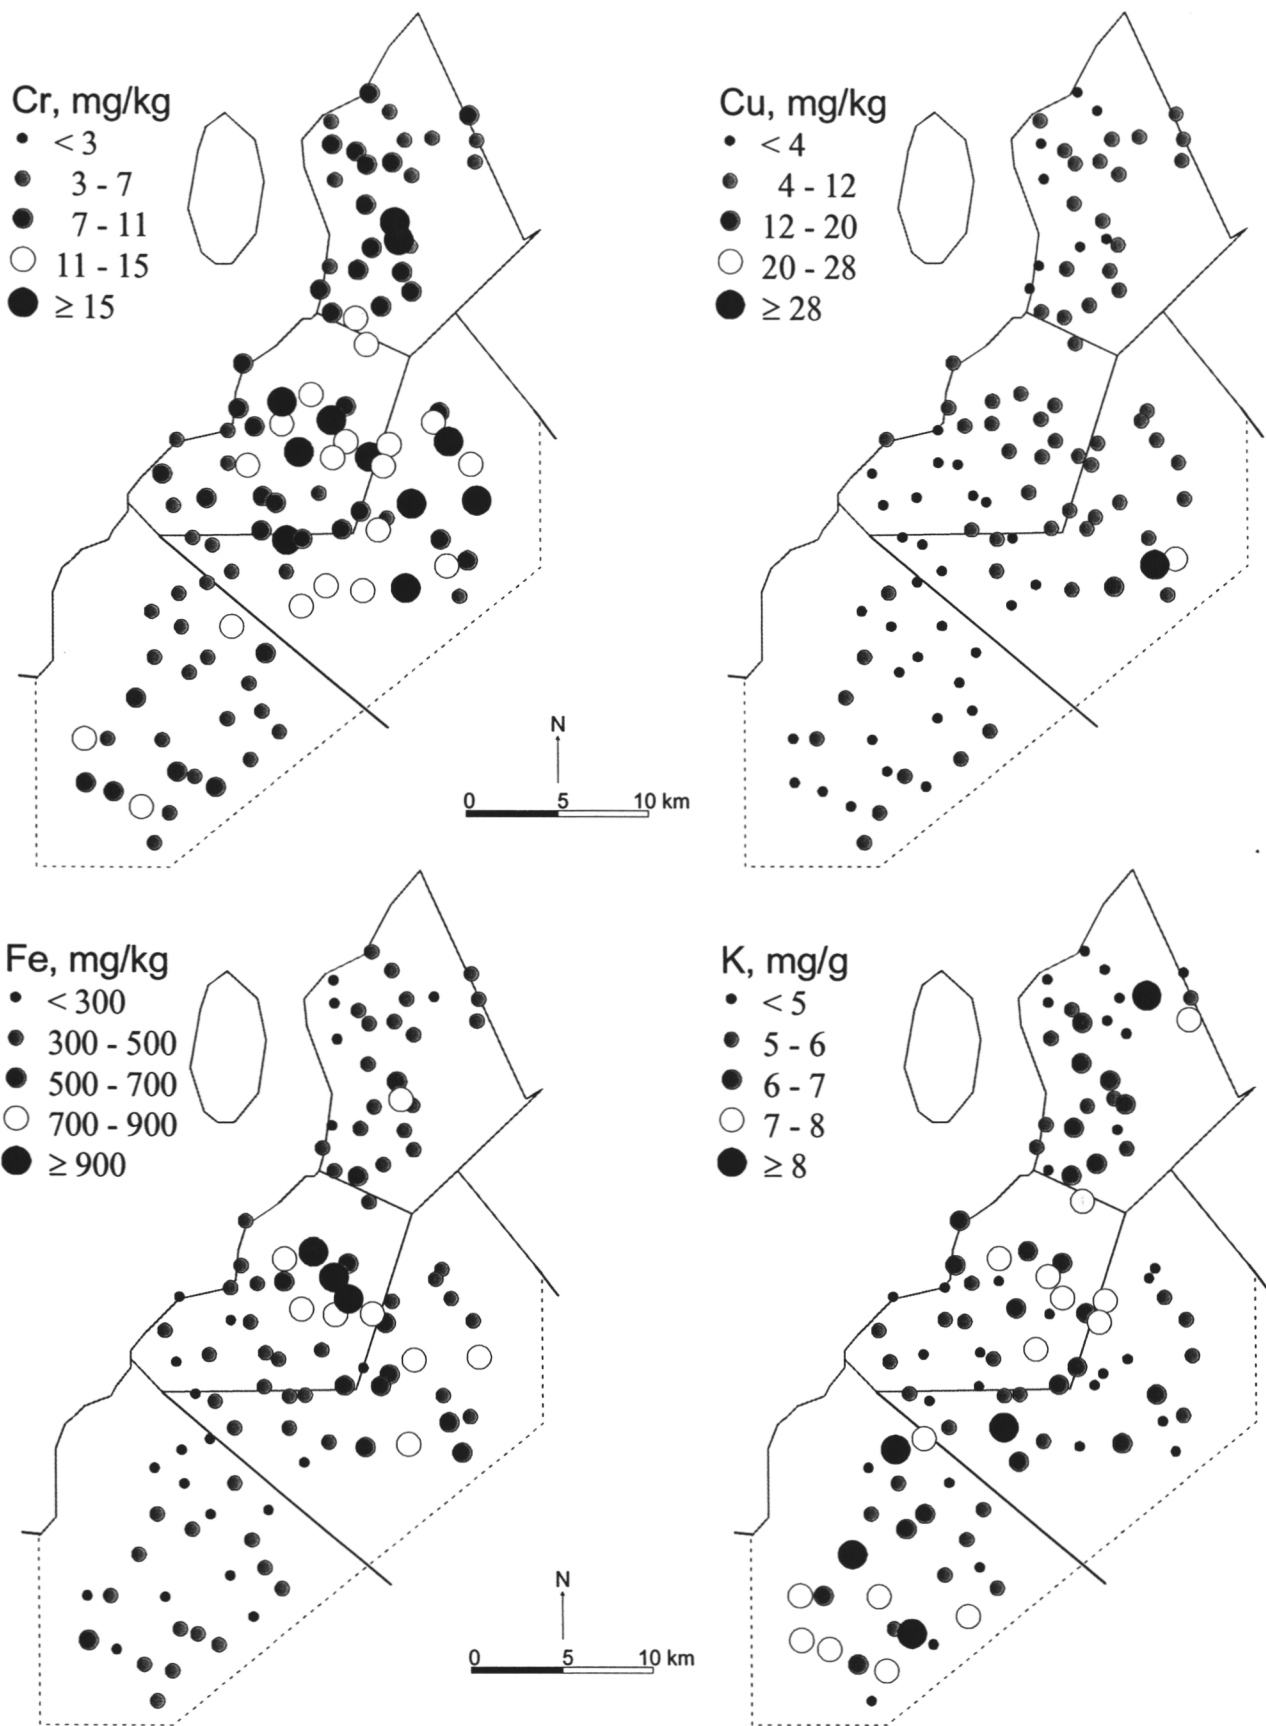 Cr, mg/kg
< 3
3 - 7
7 - 11
11 - 15
≥ 15
Cu, mg/kg
< 4
4 - 12
12 - 20
20 - 28
≥ 28
N
0 5 10 km
Fe, mg/kg
< 300
300 - 500
500 - 700
700 - 900
≥ 900
K, mg/g
< 5
5 - 6
6 - 7
7 - 8
≥ 8
N
0 5 10 km